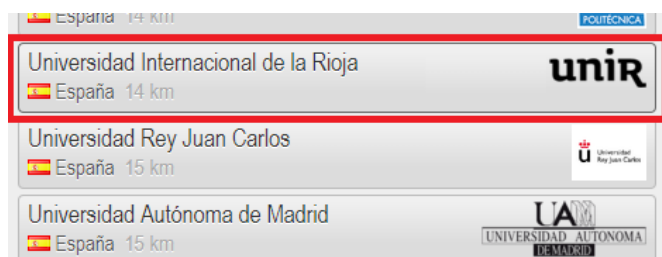 España 14 km
POLITÉCNICA
Universidad Internacional de la Rioja
España 14 km
unir
Universidad Rey Juan Carlos
España 15 km
Universidad
Rey Juan Carlos
Universidad Autónoma de Madrid
España 15 km
UA
UNIVERSIDAD AUTONOMA
DE MADRID